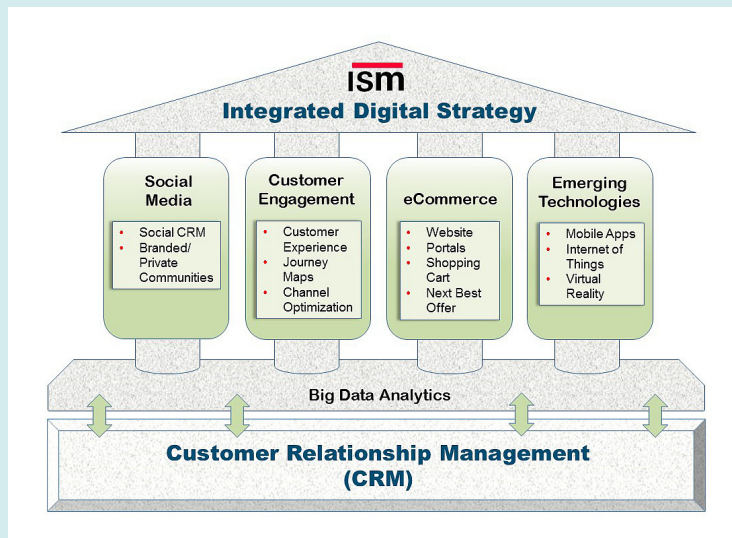 ism
Integrated Digital Strategy
Social
Media
• Social CRM
• Branded/
Private
Communities
Customer
Engagement
• Customer
Experience
• Journey
Maps
• Channel
Optimization
eCommerce
• Website
• Portals
• Shopping
Cart
• Next Best
Offer
Emerging
Technologies
• Mobile Apps
• Internet of
Things
• Virtual
Reality
Big Data Analytics
Customer Relationship Management
(CRM)